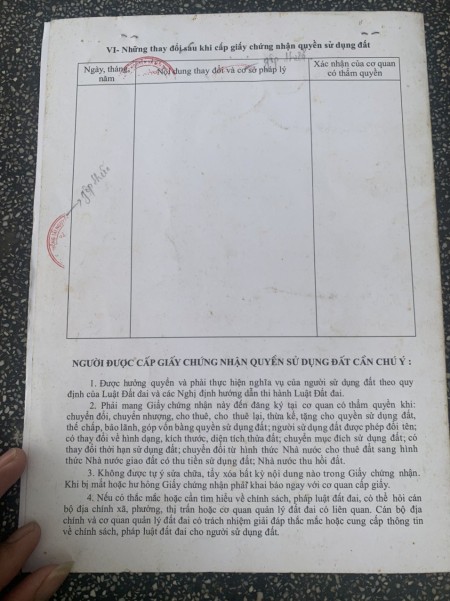 VI- Những thay đổi sau khi cấp giấy chứng nhận quyền sử dụng đất
Ngày, tháng, năm
Nội dung thay đổi và cơ sở pháp lý
Xác nhận của cơ quan có thẩm quyền
NGƯỜI ĐƯỢC CẤP GIẤY CHỨNG NHẬN QUYỀN SỬ DỤNG ĐẤT CẦN CHÚ Ý :
1. Được hưởng quyền và phải thực hiện nghĩa vụ của người sử dụng đất theo quy
định của Luật Đất đai và các Nghị định hướng dẫn thi hành Luật Đất đai.
2. Phải mang Giấy chứng nhận này đến đăng ký tại cơ quan có thẩm quyền khi:
chuyển đổi, chuyển nhượng, cho thuê, cho thuê lại, thừa kế, tặng cho quyền sử dụng đất,
thế chấp, bảo lãnh, góp vốn bằng quyền sử dụng đất; người sử dụng đất được phép đổi tên;
có thay đổi về hình dạng, kích thước, diện tích thửa đất; chuyển mục đích sử dụng đất; có
thay đổi thời hạn sử dụng đất; chuyển đổi từ hình thức Nhà nước cho thuê đất sang hình
thức Nhà nước giao đất có thu tiền sử dụng đất; Nhà nước thu hồi đất.
3. Không được tự ý sửa chữa, tẩy xóa bất kỳ nội dung nào trong Giấy chứng nhận.
Khi bị mất hoặc hư hỏng Giấy chứng nhận phải khai báo ngay với cơ quan cấp giấy.
4. Nếu có thắc mắc hoặc cần tìm hiểu về chính sách, pháp luật đất đai, có thể hỏi cán
bộ địa chính xã, phường, thị trấn hoặc cơ quan quản lý đất đai có liên quan. Cán bộ địa
chính và cơ quan quản lý đất đai có trách nhiệm giải đáp thắc mắc hoặc cung cấp thông tin
về chính sách, pháp luật đất đai cho người sử dụng đất.